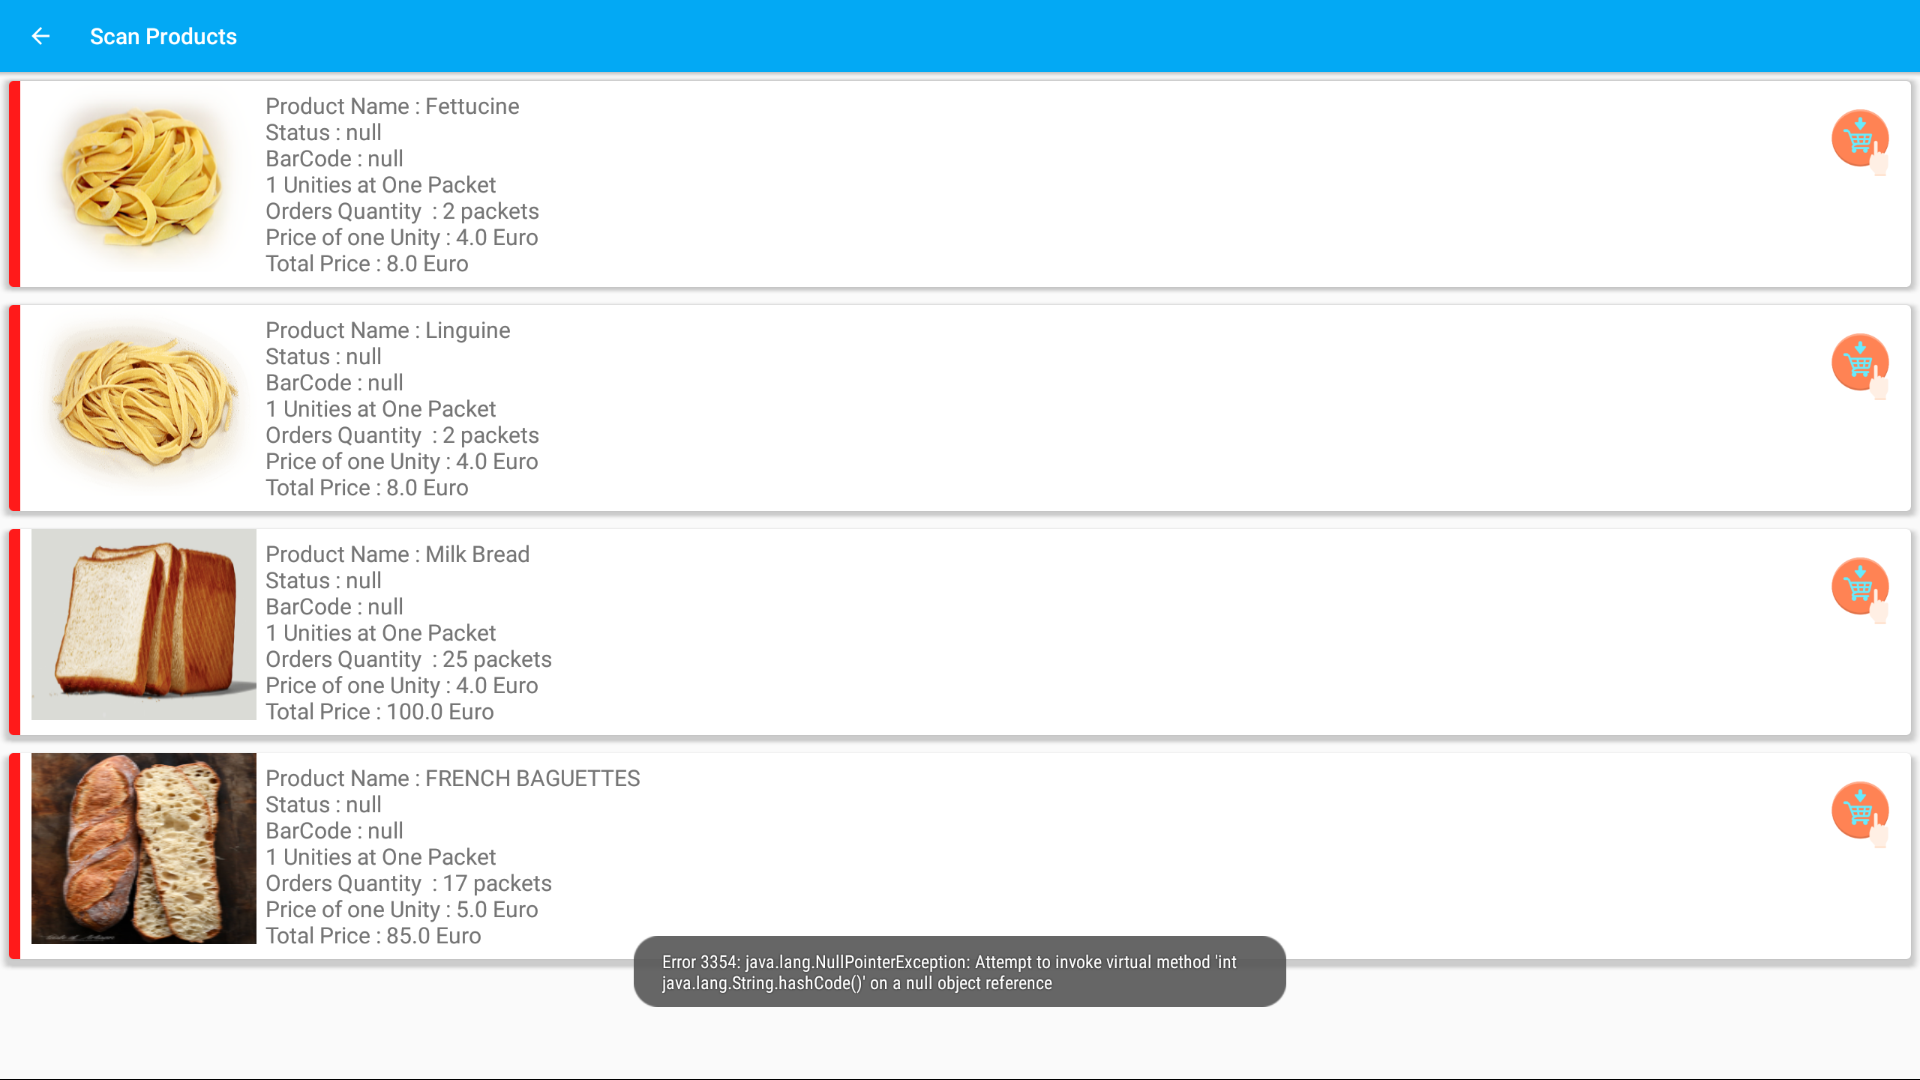 Scan Products
Product Name : Fettucine
Status : null
BarCode : null
1 Unities at One Packet
Orders Quantity  : 2 packets
Price of one Unity : 4.0 Euro
Total Price : 8.0 Euro
Product Name : Linguine
Status : null
BarCode : null
1 Unities at One Packet
Orders Quantity  : 2 packets
Price of one Unity : 4.0 Euro
Total Price : 8.0 Euro
Product Name : Milk Bread
Status : null
BarCode : null
1 Unities at One Packet
Orders Quantity  : 25 packets
Price of one Unity : 4.0 Euro
Total Price : 100.0 Euro
Product Name : FRENCH BAGUETTES
Status : null
BarCode : null
1 Unities at One Packet
Orders Quantity  : 17 packets
Price of one Unity : 5.0 Euro
Total Price : 85.0 Euro
Error 3354: java.lang.NullPointerException: Attempt to invoke virtual method 'int
java.lang.String.hashCode()' on a null object reference